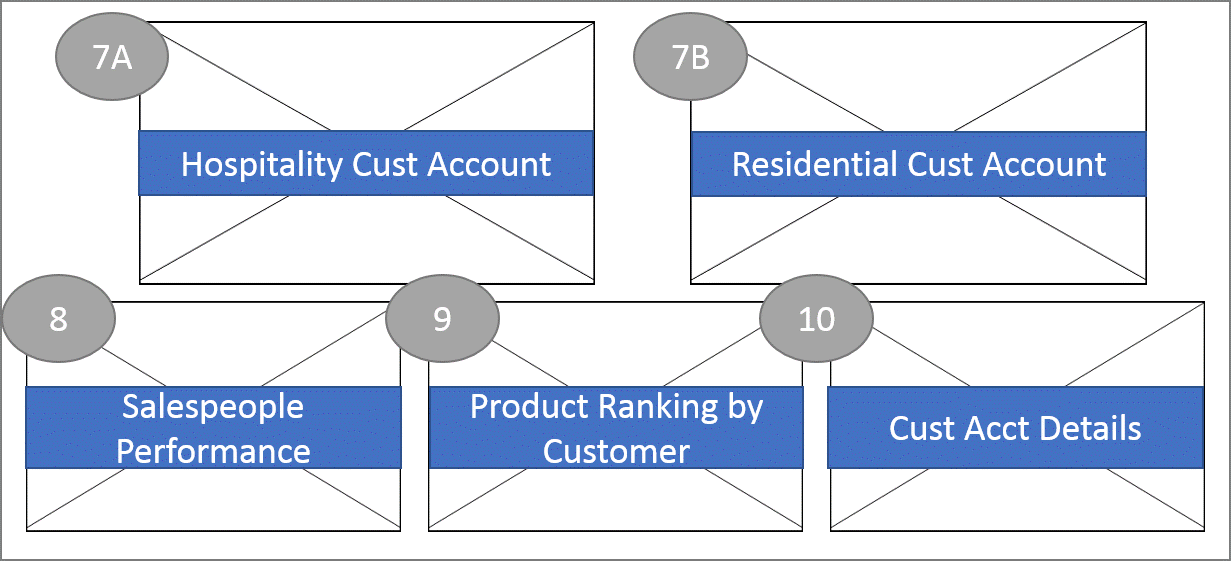 7A
Hospitality Cust Account
7B
Residential Cust Account
8
Salespeople
Performance
9
Product Ranking by
Customer
10
Cust Acct Details